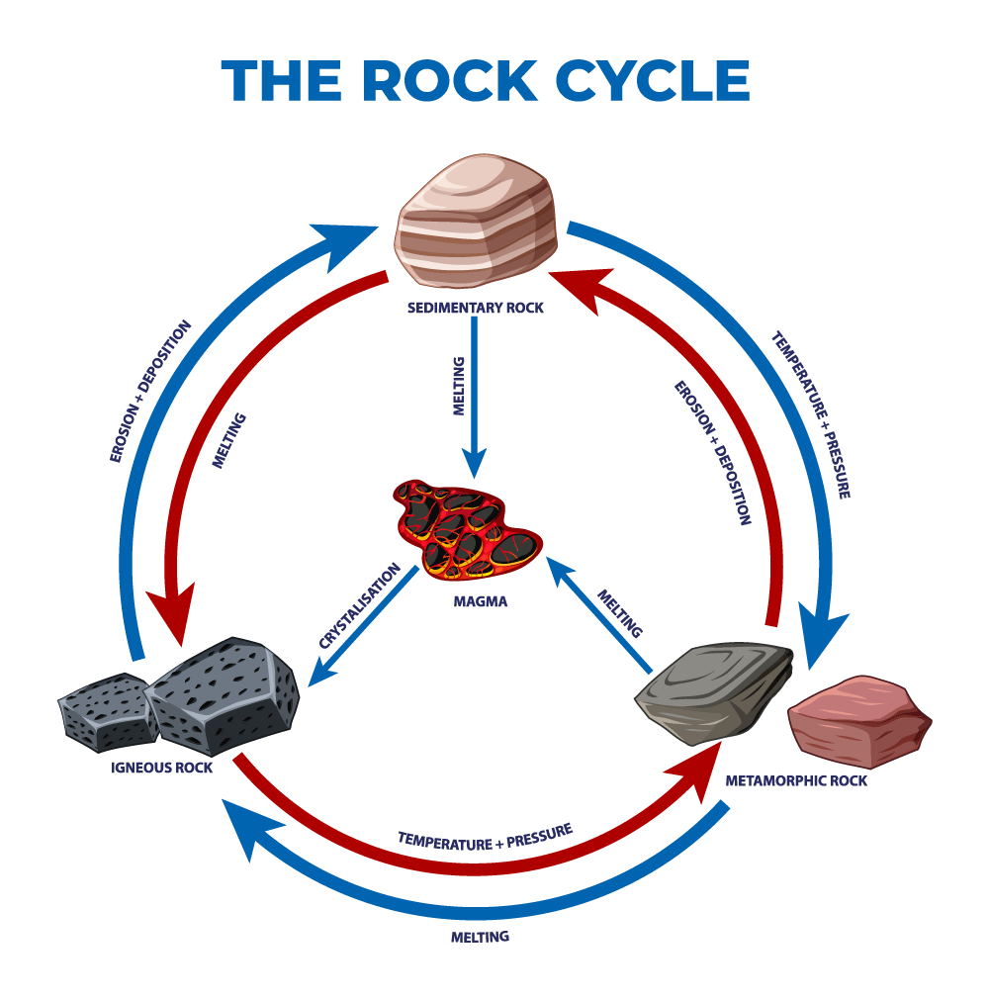 THE ROCK CYCLE
SEDIMENTARY ROCK
EROSION + DEPOSITION
MELTING
MELTING
EROSION + DEPOSITION
TEMPERATURE + PRESSURE
MAGMA
CRYSTALISATION
MELTING
IGNEOUS ROCK
METAMORPHIC ROCK
TEMPERATURE + PRESSURE
MELTING